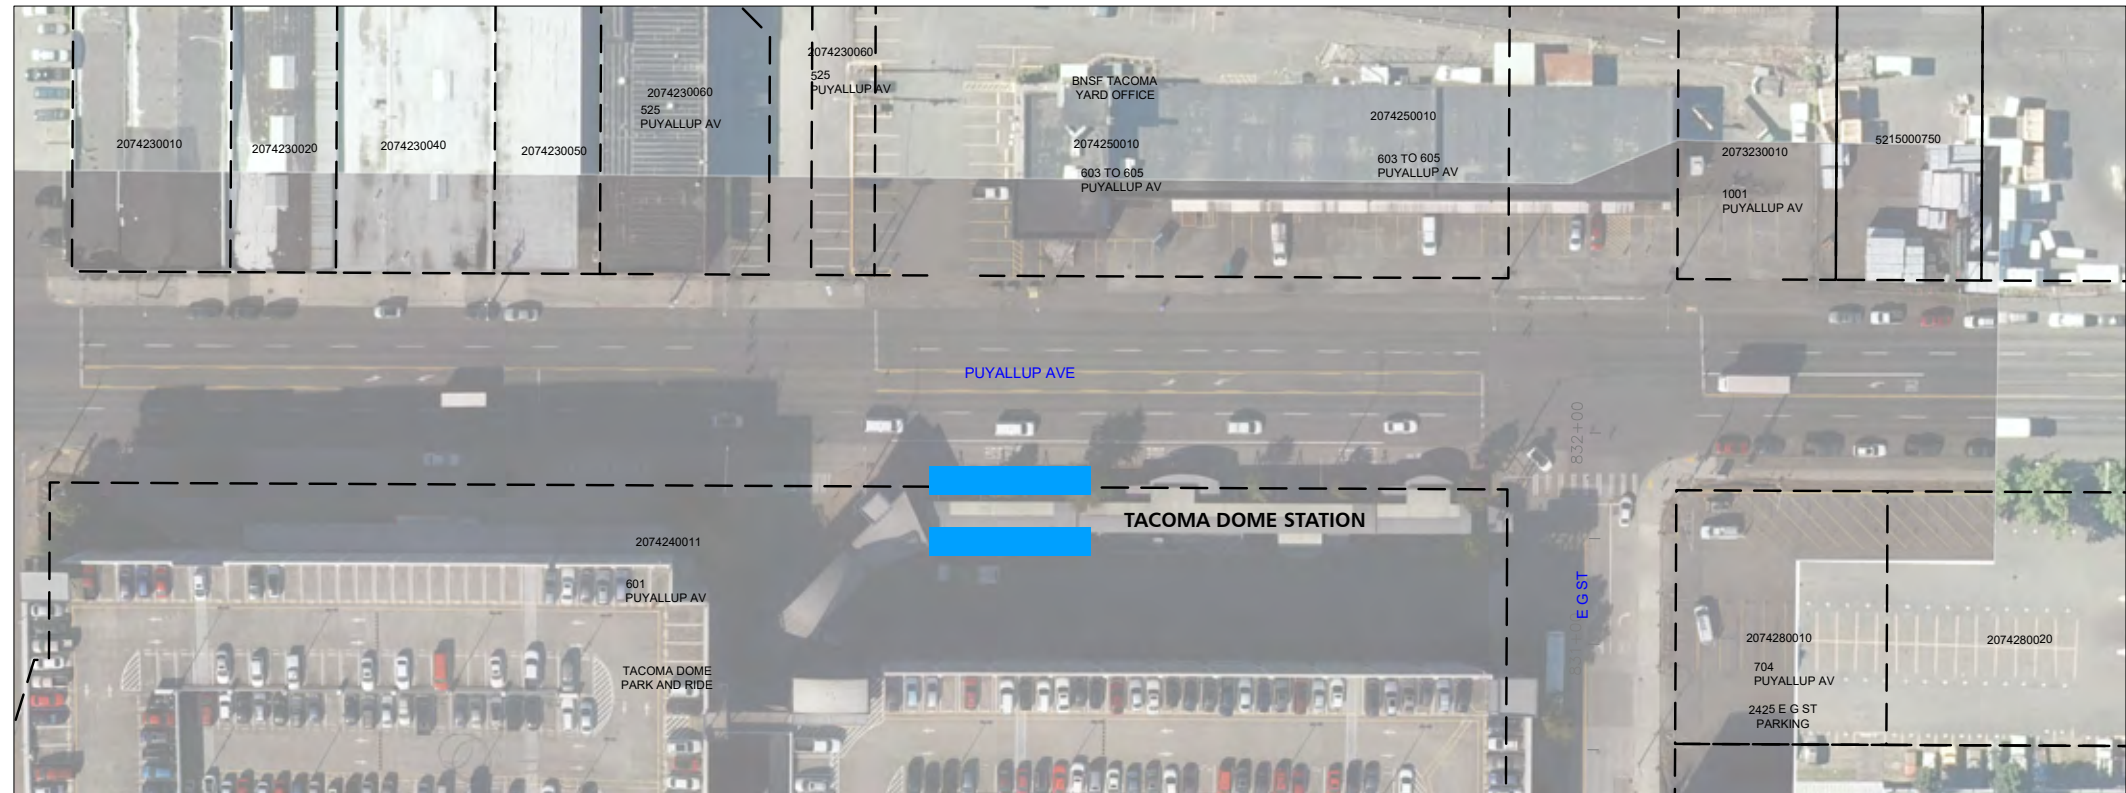 2074230060
525
PUYALLUP AV
BNSF TACOMA
YARD OFFICE
2074230060
525
PUYALLUP AV
2074250010
2074230010
2074230020
2074230040
2074230050
2074250010
603 TO 605
PUYALLUP AV
603 TO 605
PUYALLUP AV
2073230010
1001
PUYALLUP AV
5215000750
PUYALLUP AVE
832+00
TACOMA DOME STATION
2074240011
601
PUYALLUP AV
E G ST
TACOMA DOME
PARK AND RIDE
2074280010
704
PUYALLUP AV
2425 E G ST
PARKING
2074280020